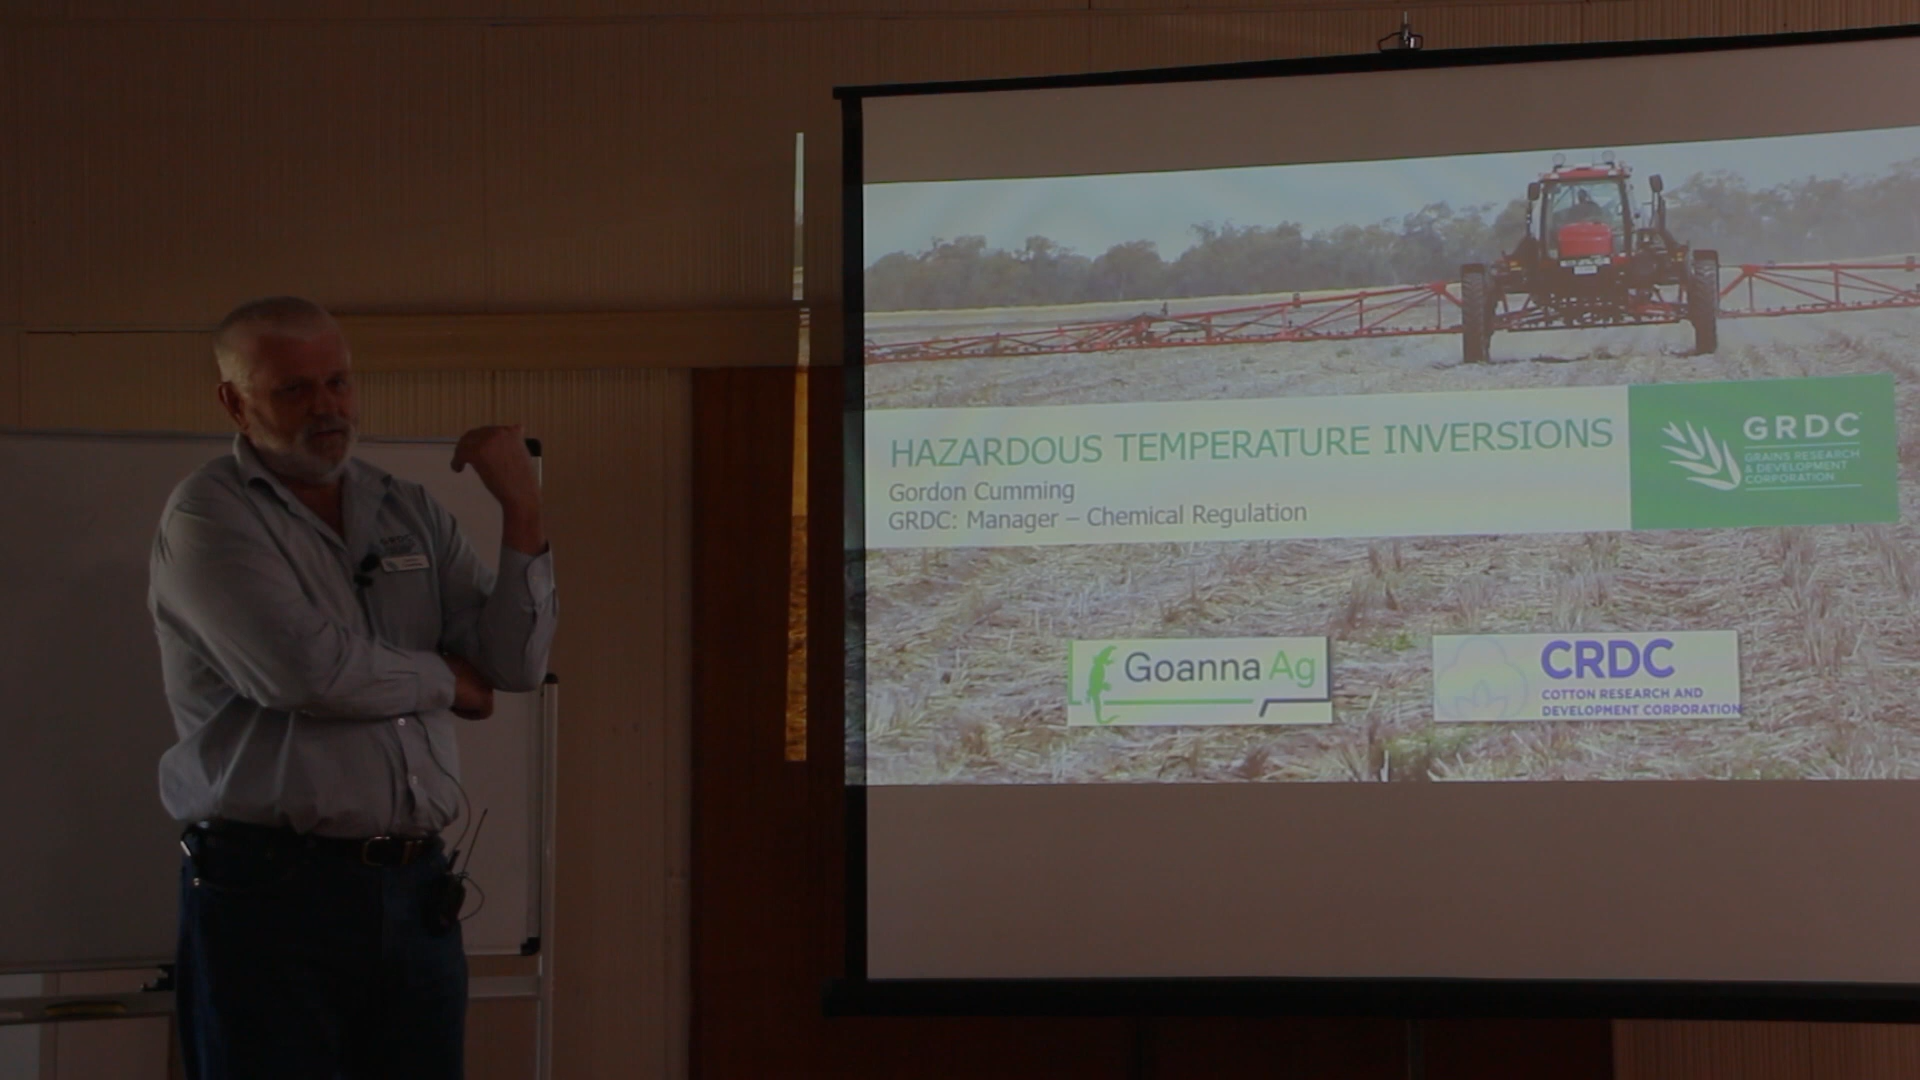 HAZARDOUS TEMPERATURE INVERSIONS
Gordon Cumming
GRDC: Manager – Chemical Regulation
GRDC
GRAINS RESEARCH
& DEVELOPMENT
CORPORATION
Goanna Ag
CRDC
COTTON RESEARCH AND
DEVELOPMENT CORPORATION
GRDC